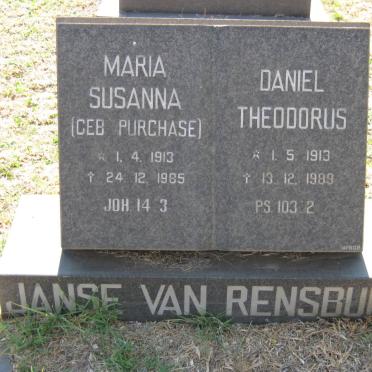 MARIA
SUSANNA
(GEB PURCHASE)
☆ 1. 4. 1913
✝ 24. 12. 1985
JOH. 14 3
DANIEL
THEODORUS
☆ 1. 5. 1913
✝ 13. 12. 1989
PS. 103 2
JANSE VAN RENSBU